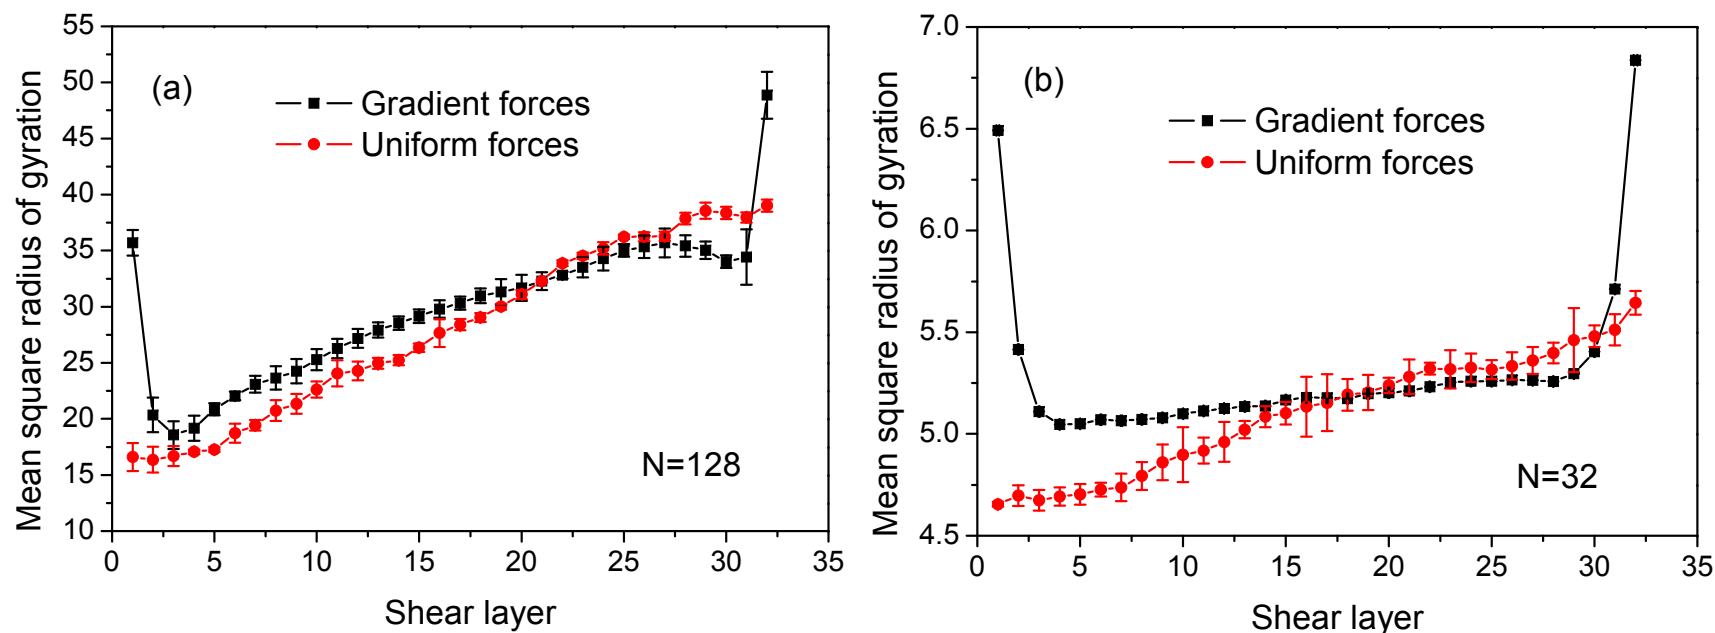 (a)
Gradient forces
Uniform forces
N=128
Mean square radius of gyration
55
50
45
40
35
30
25
20
15
10
0 5 10 15 20 25 30 35
Shear layer
(b)
Gradient forces
Uniform forces
N=32
Mean square radius of gyration
7.0
6.5
6.0
5.5
5.0
4.5
0 5 10 15 20 25 30 35
Shear layer